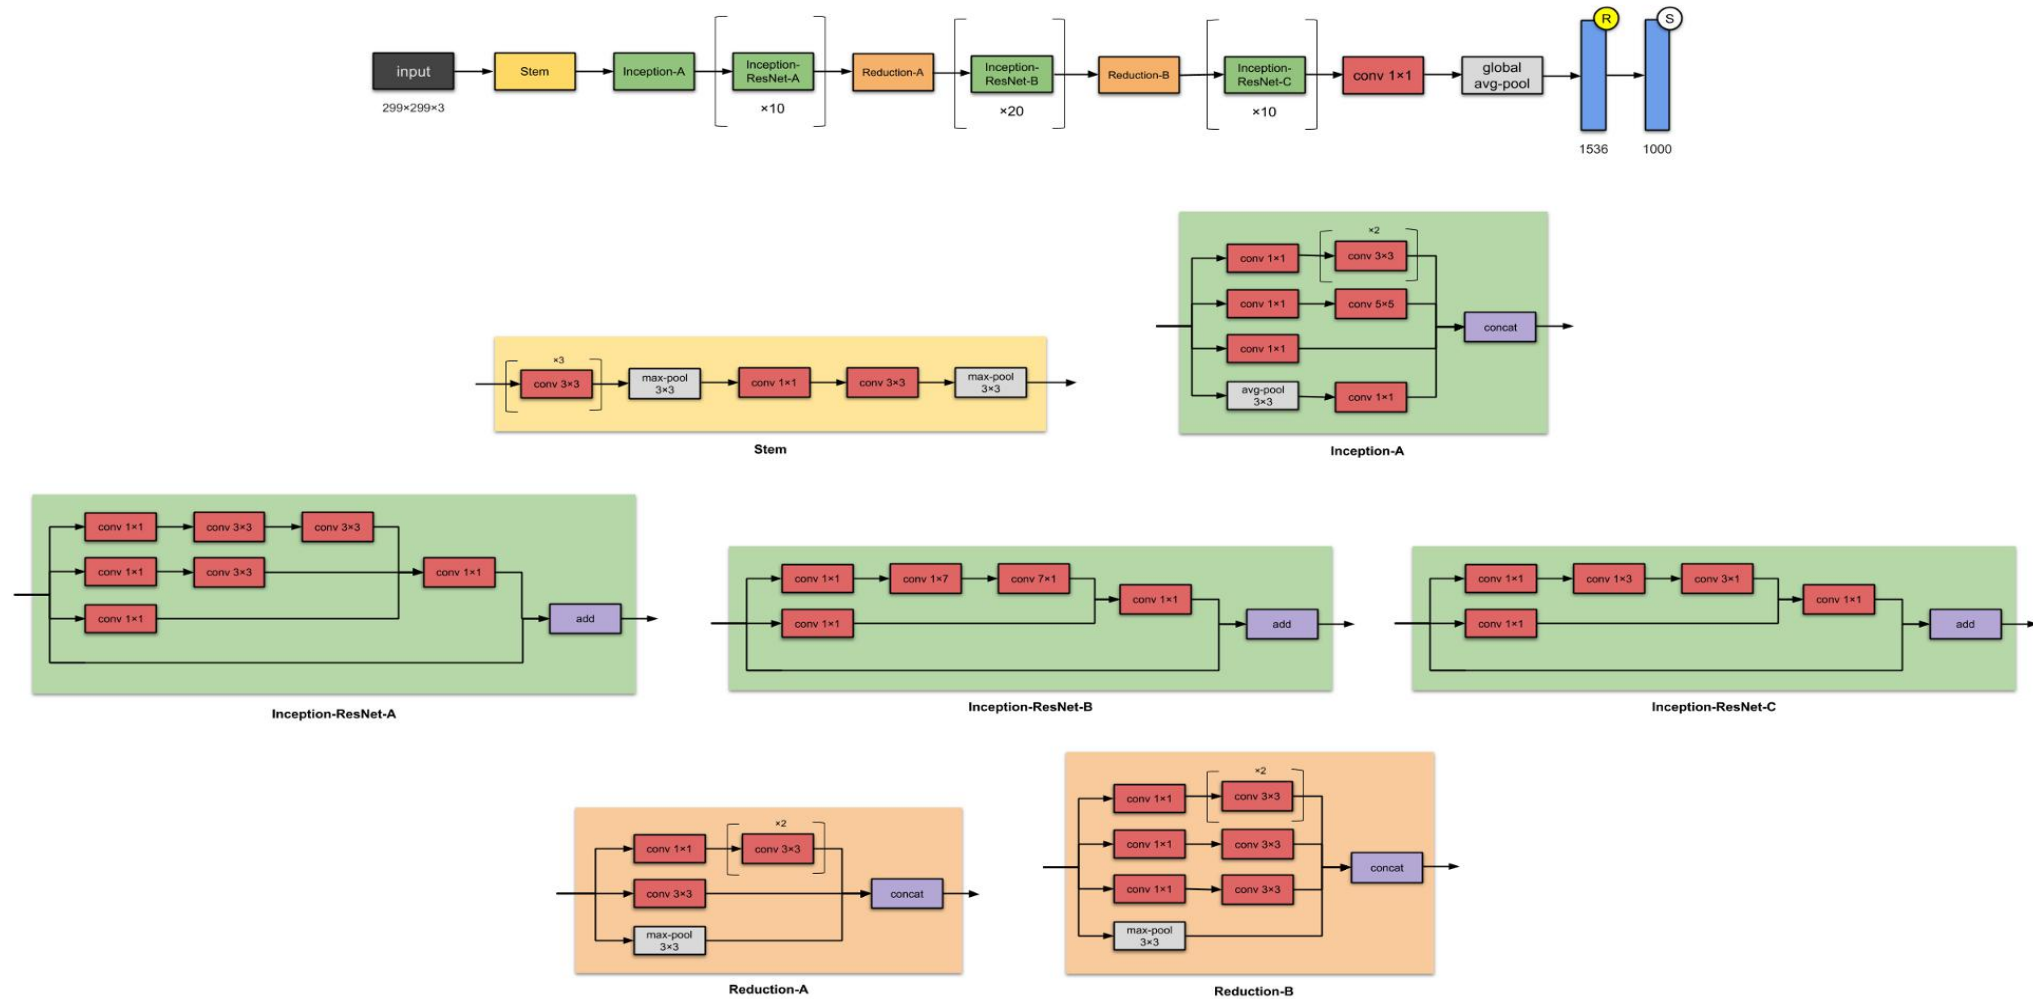 R
S
input
Stem
Inception-A
Inception-
ResNet-A
Reduction-A
Inception-
ResNet-B
Reduction-B
Inception-
ResNet-C
conv 1×1
global
avg-pool
299×299×3
×10
×20
×10
1536
1000
×2
conv 1×1
conv 3×3
conv 1×1
conv 5×5
concat
conv 1×1
avg-pool
3×3
conv 1×1
Inception-A
×3
conv 3×3
max-pool
3×3
conv 1×1
conv 3×3
max-pool
3×3
Stem
conv 1×1
conv 3×3
conv 3×3
conv 1×1
conv 3×3
conv 1×1
conv 1×1
add
Inception-ResNet-A
conv 1×1
conv 1×7
conv 7×1
conv 1×1
conv 1×1
add
Inception-ResNet-B
conv 1×1
conv 1×3
conv 3×1
conv 1×1
conv 1×1
add
Inception-ResNet-C
×2
conv 1×1
conv 3×3
conv 3×3
concat
max-pool
3×3
Reduction-A
×2
conv 1×1
conv 3×3
conv 1×1
conv 3×3
concat
conv 1×1
conv 3×3
max-pool
3×3
Reduction-B